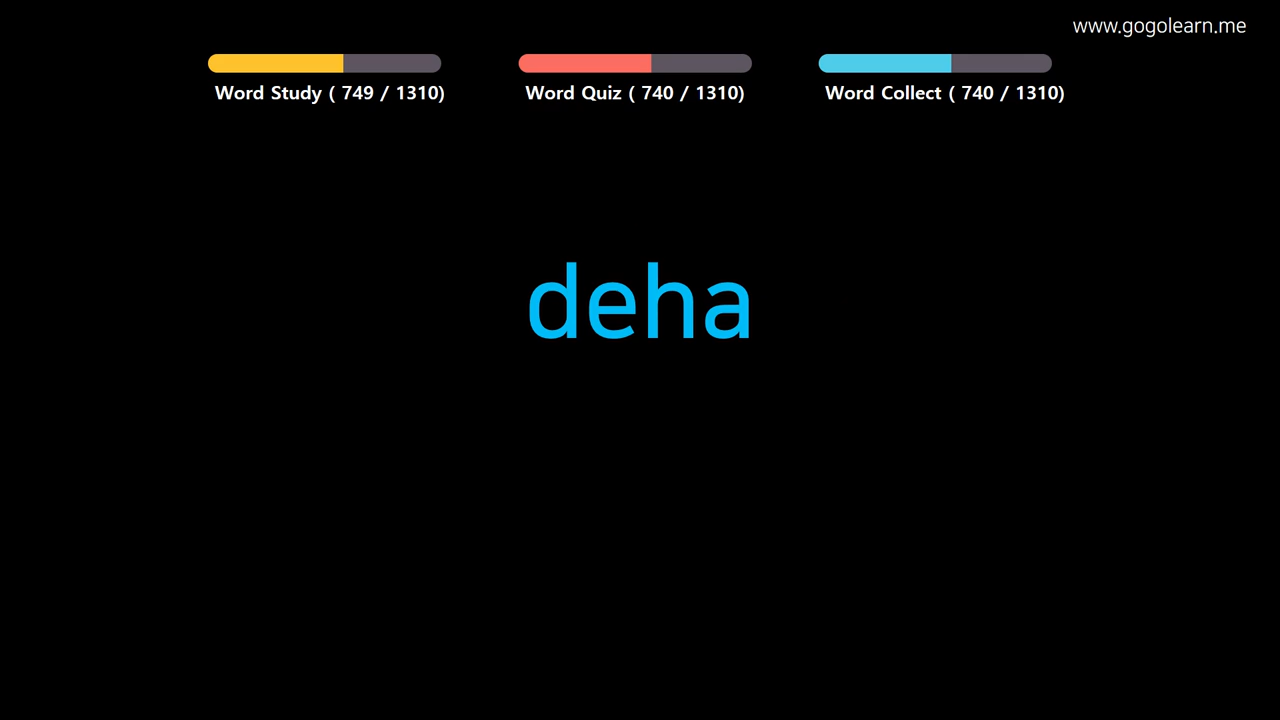 www.gogolearn.me
Word Study ( 749 / 1310)
Word Quiz ( 740 / 1310)
Word Collect ( 740 / 1310)
deha